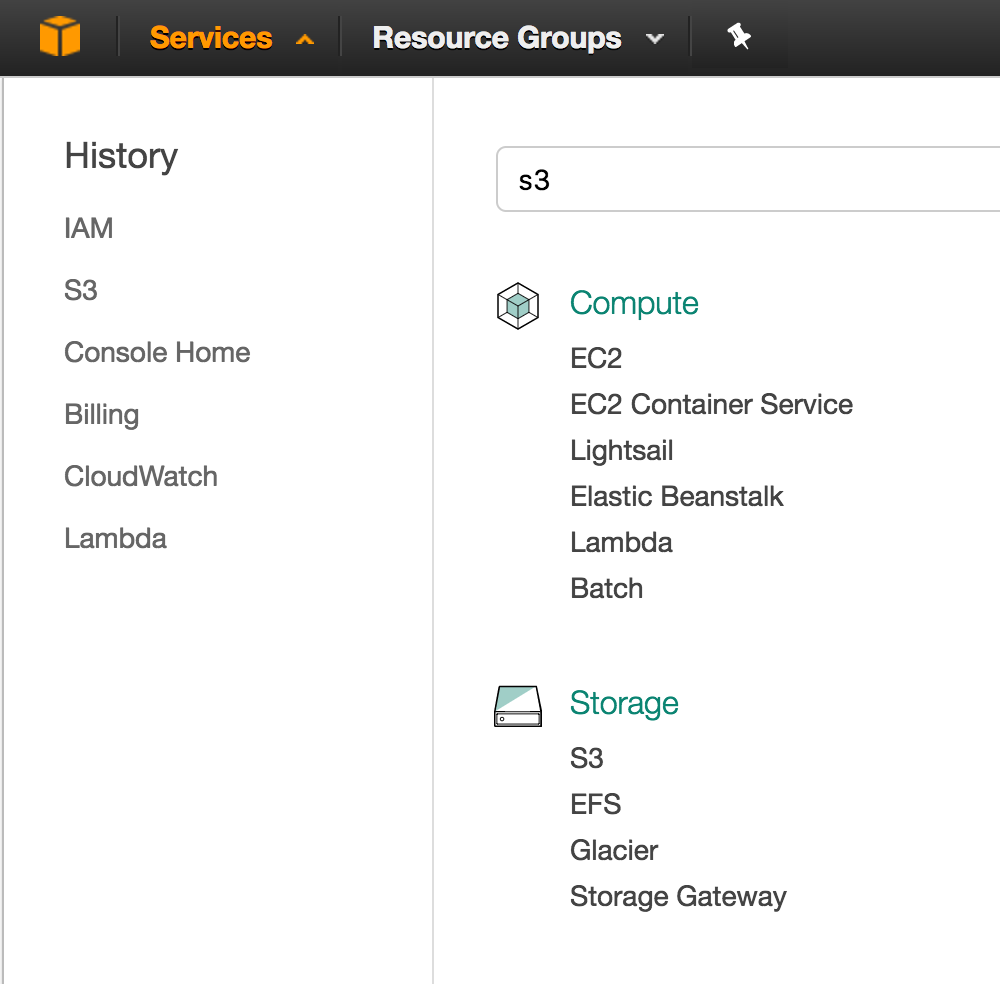 Services
Resource Groups
History
IAM
S3
Console Home
Billing
CloudWatch
Lambda
s3
Compute
EC2
EC2 Container Service
Lightsail
Elastic Beanstalk
Lambda
Batch
Storage
S3
EFS
Glacier
Storage Gateway